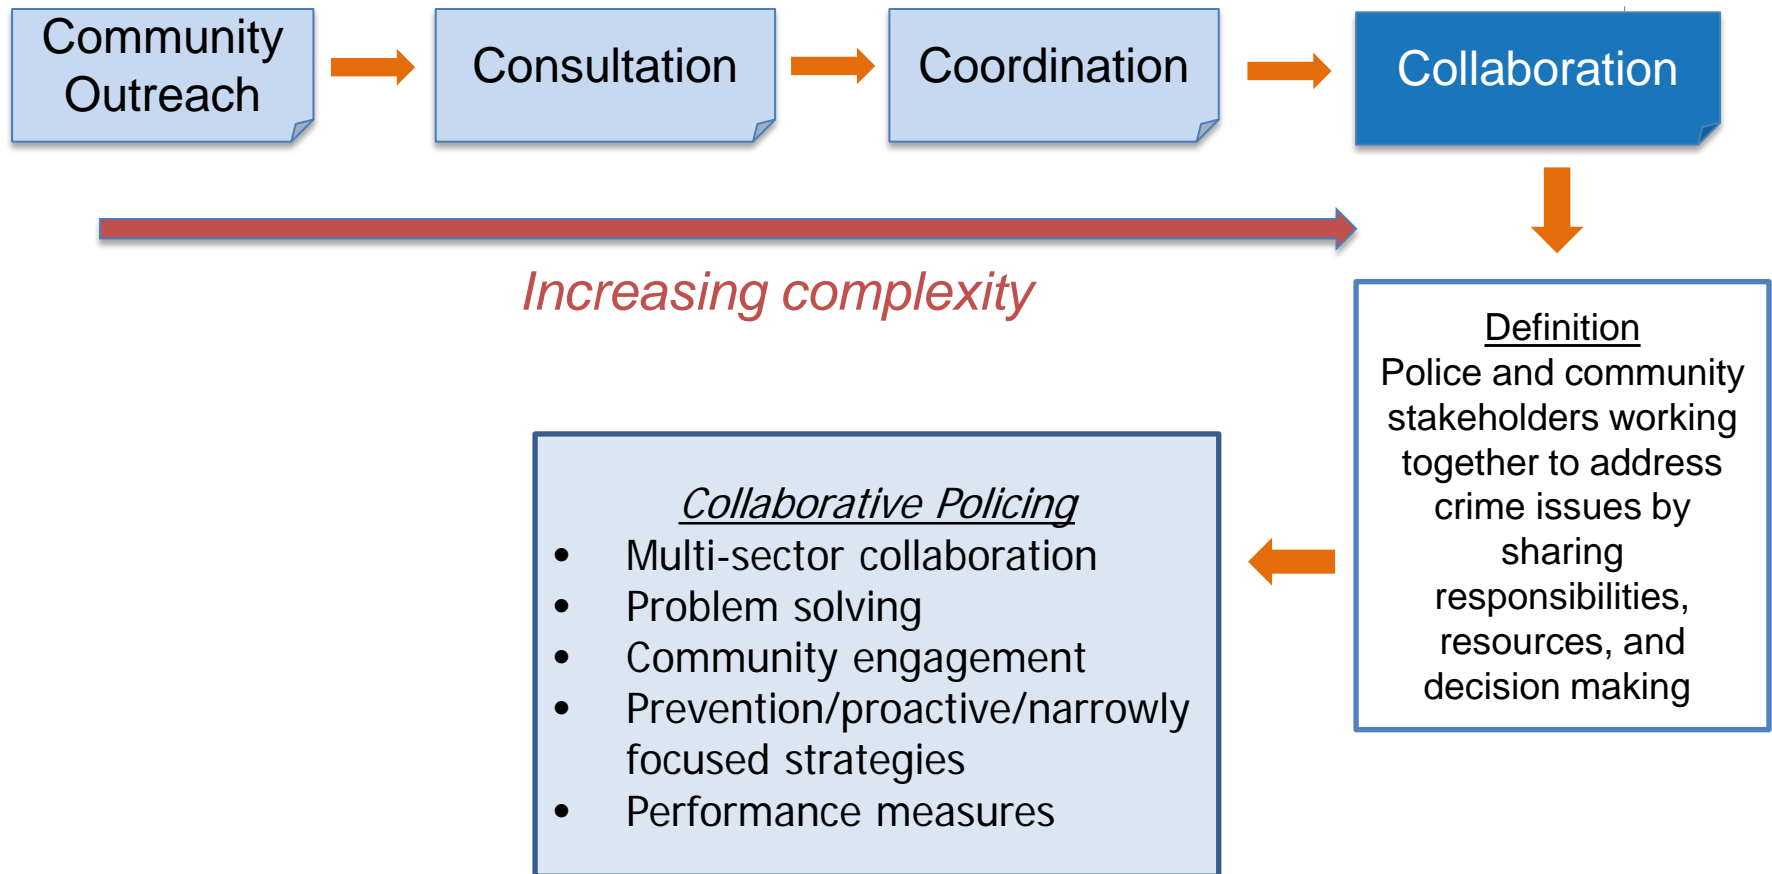 Community
Outreach
Consultation
Coordination
Collaboration
Increasing complexity
Definition
Police and community
stakeholders working
together to address
crime issues by
sharing
responsibilities,
resources, and
decision making
Collaborative Policing
• Multi-sector collaboration
• Problem solving
• Community engagement
• Prevention/proactive/narrowly
focused strategies
• Performance measures